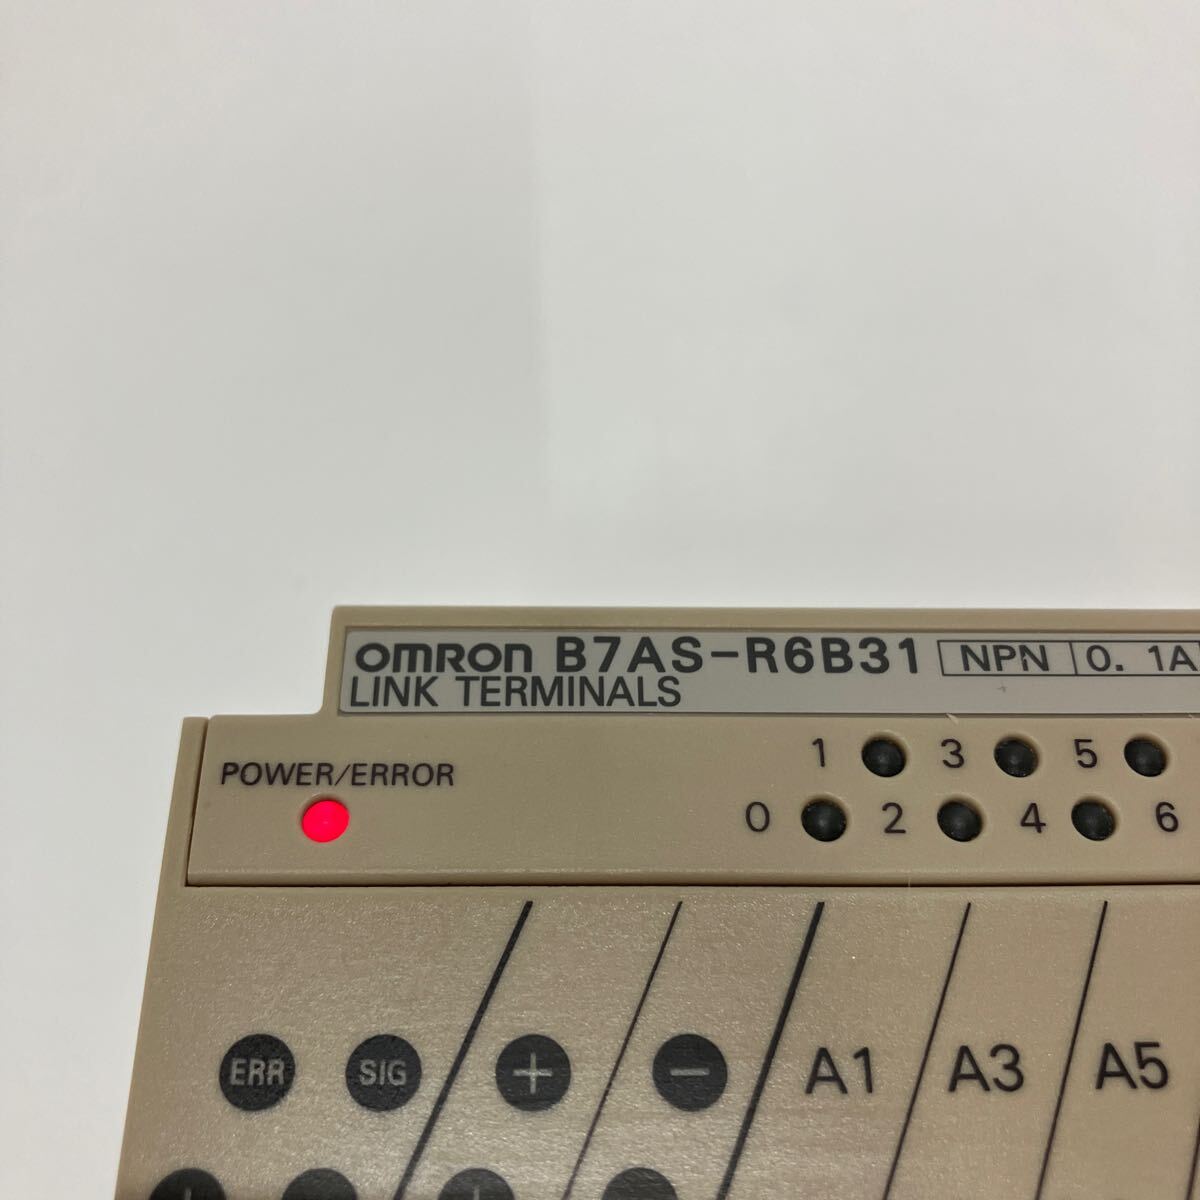 OMRON B7AS-R6B31 NPN 0.1A
LINK TERMINALS
POWER/ERROR
1 3 5
0 2 4 6
ERR SIG + − A1 A3 A5